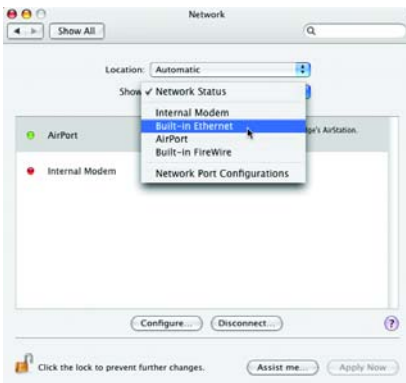 Network
Show All
Location: Automatic
Show
✓ Network Status
Internal Modem
Built-in Ethernet
AirPort
Built-in FireWire
Network Port Configurations
AirPort
AirStation.
Internal Modem
Configure...
Disconnect...
?
Click the lock to prevent further changes.
Assist me...
Apply Now